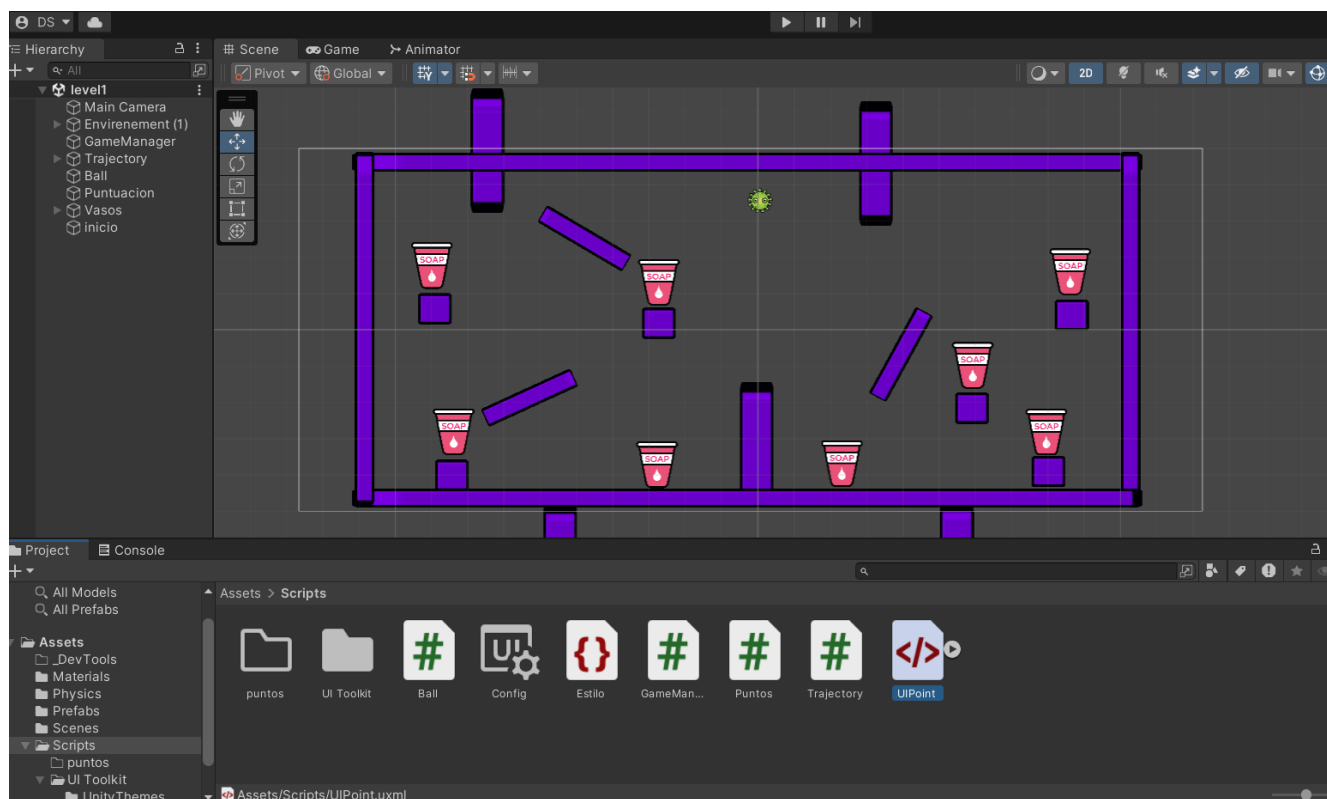 DS
Hierarchy
Scene
Game
Animator
All
Pivot
Global
2D
level1
Main Camera
Envirenement (1)
GameManager
Trajectory
Ball
Puntuacion
Vasos
inicio
SOAP
SOAP
SOAP
SOAP
SOAP
SOAP
SOAP
SOAP
Project
Console
All Models
All Prefabs
Assets
_DevTools
Materials
Physics
Prefabs
Scenes
Scripts
puntos
UI Toolkit
UnityThemes
Assets > Scripts
puntos
UI Toolkit
Ball
Config
Estilo
GameMan...
Puntos
Trajectory
UIPoint
Assets/Scripts/UIPoint.uxml